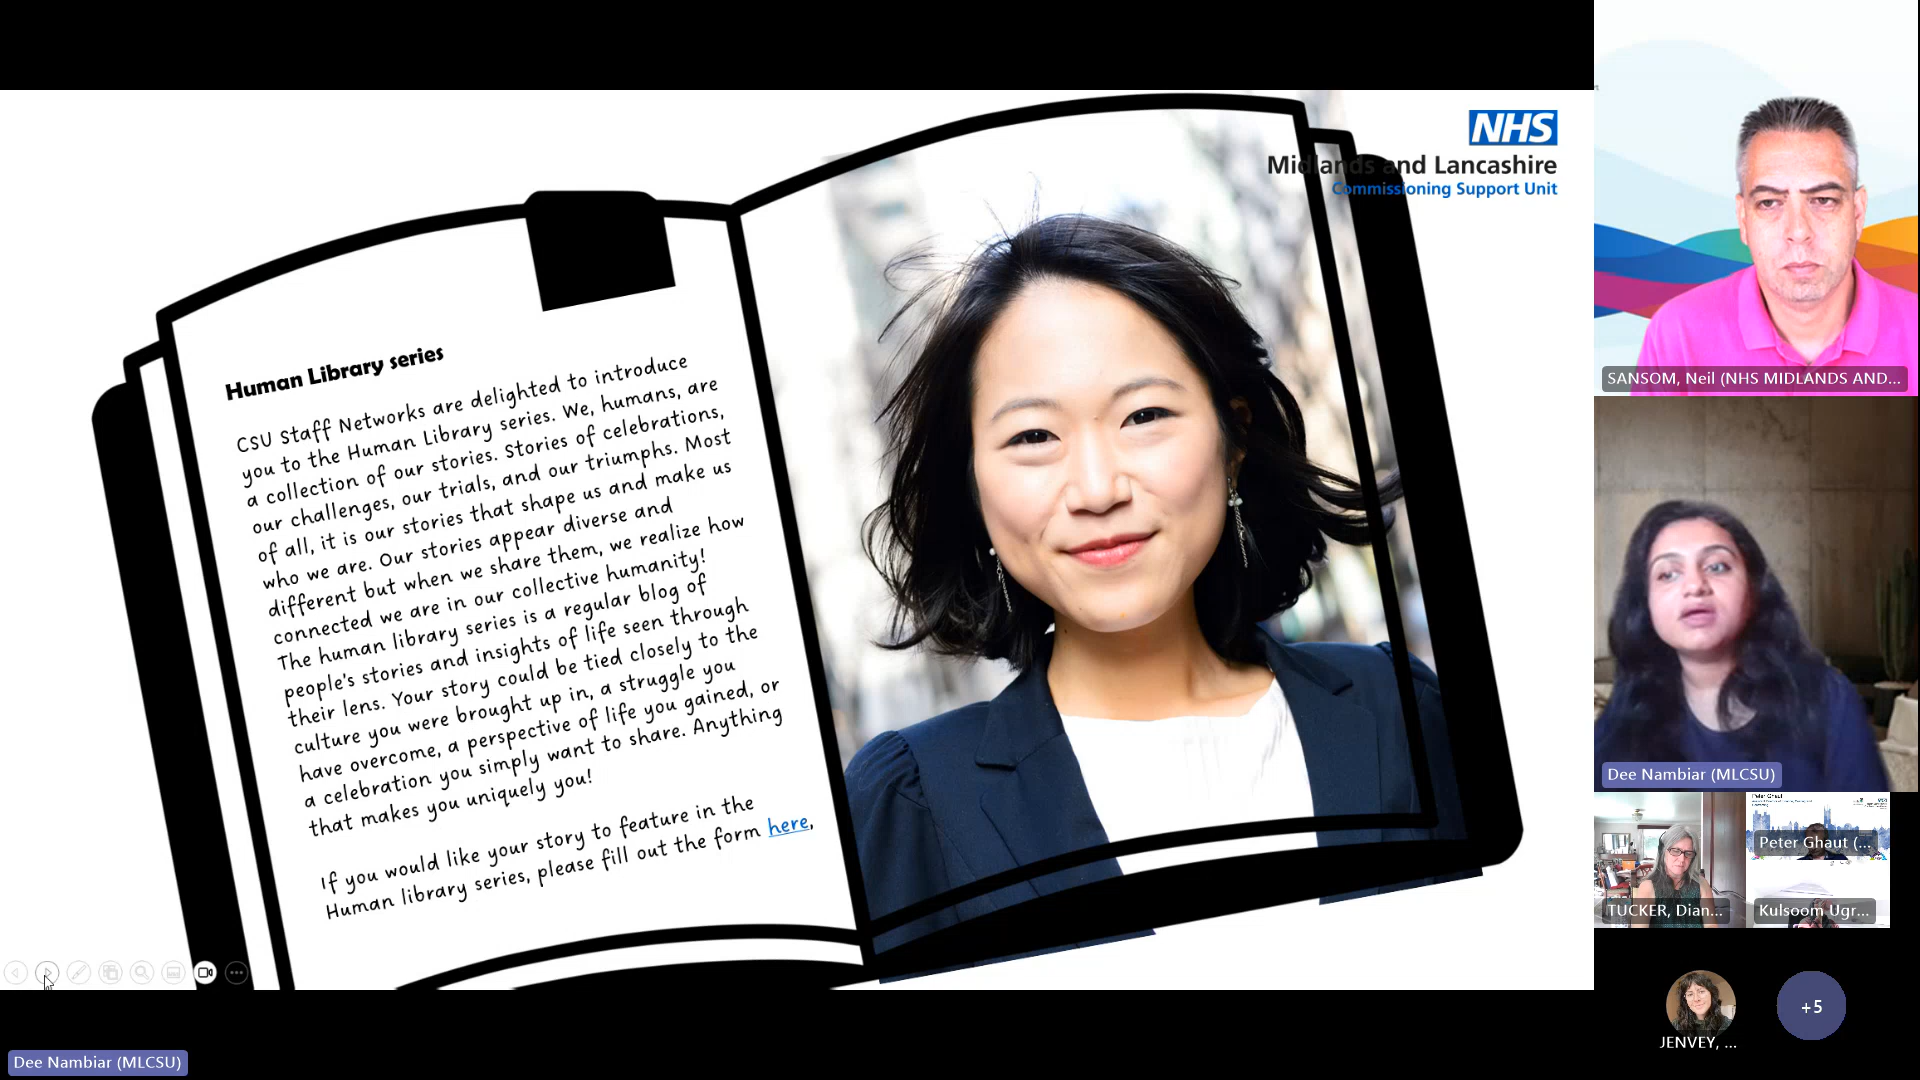 NHS
Midlands and Lancashire
Commissioning Support Unit
Human Library series
CSU Staff Networks are delighted to introduce
you to the Human Library series. We, humans, are
a collection of our stories. Stories of celebrations,
our challenges, our trials, and our triumphs. Most
of all, it is our stories that shape us and make us
who we are. Our stories appear diverse and
different but when we share them, we realize how
connected we are in our collective humanity!
The human library series is a regular blog of
people's stories and insights of life seen through
their lens. Your story could be tied closely to the
culture you were brought up in, a struggle you
have overcome, a perspective of life you gained, or
a celebration you simply want to share. Anything
that makes you uniquely you!
If you would like your story to feature in the
Human library series, please fill out the form here,
SANSOM, Neil (NHS MIDLANDS AND...
Dee Nambiar (MLCSU)
Peter Ghaut
Peter Ghaut (...
TUCKER, Dian...
Kulsoom Ugr...
JENVEY, ...
+5
Dee Nambiar (MLCSU)